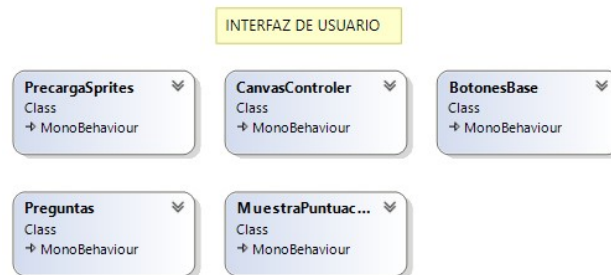 INTERFAZ DE USUARIO
PrecargaSprites
Class
MonoBehaviour
CanvasControler
Class
MonoBehaviour
BotonesBase
Class
MonoBehaviour
Preguntas
Class
MonoBehaviour
MuestraPuntuac...
Class
MonoBehaviour